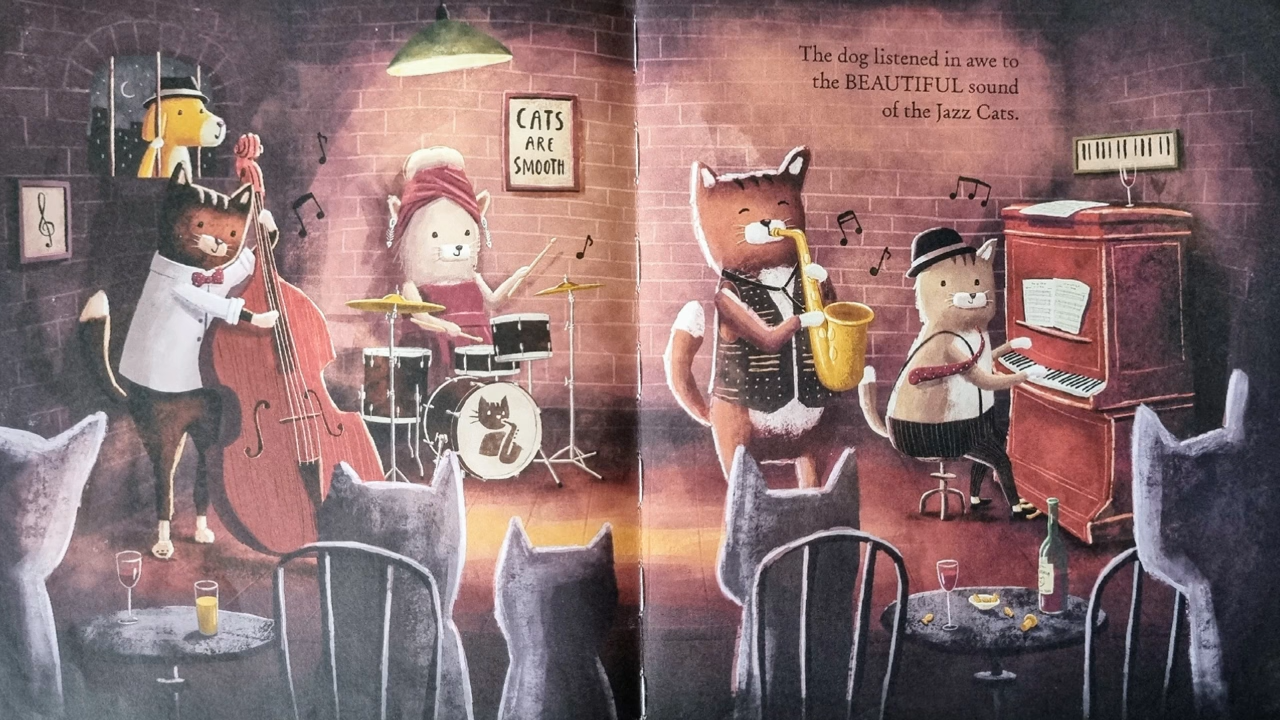 CATS
ARE
SMOOTH
The dog listened in awe to
the BEAUTIFUL sound
of the Jazz Cats.